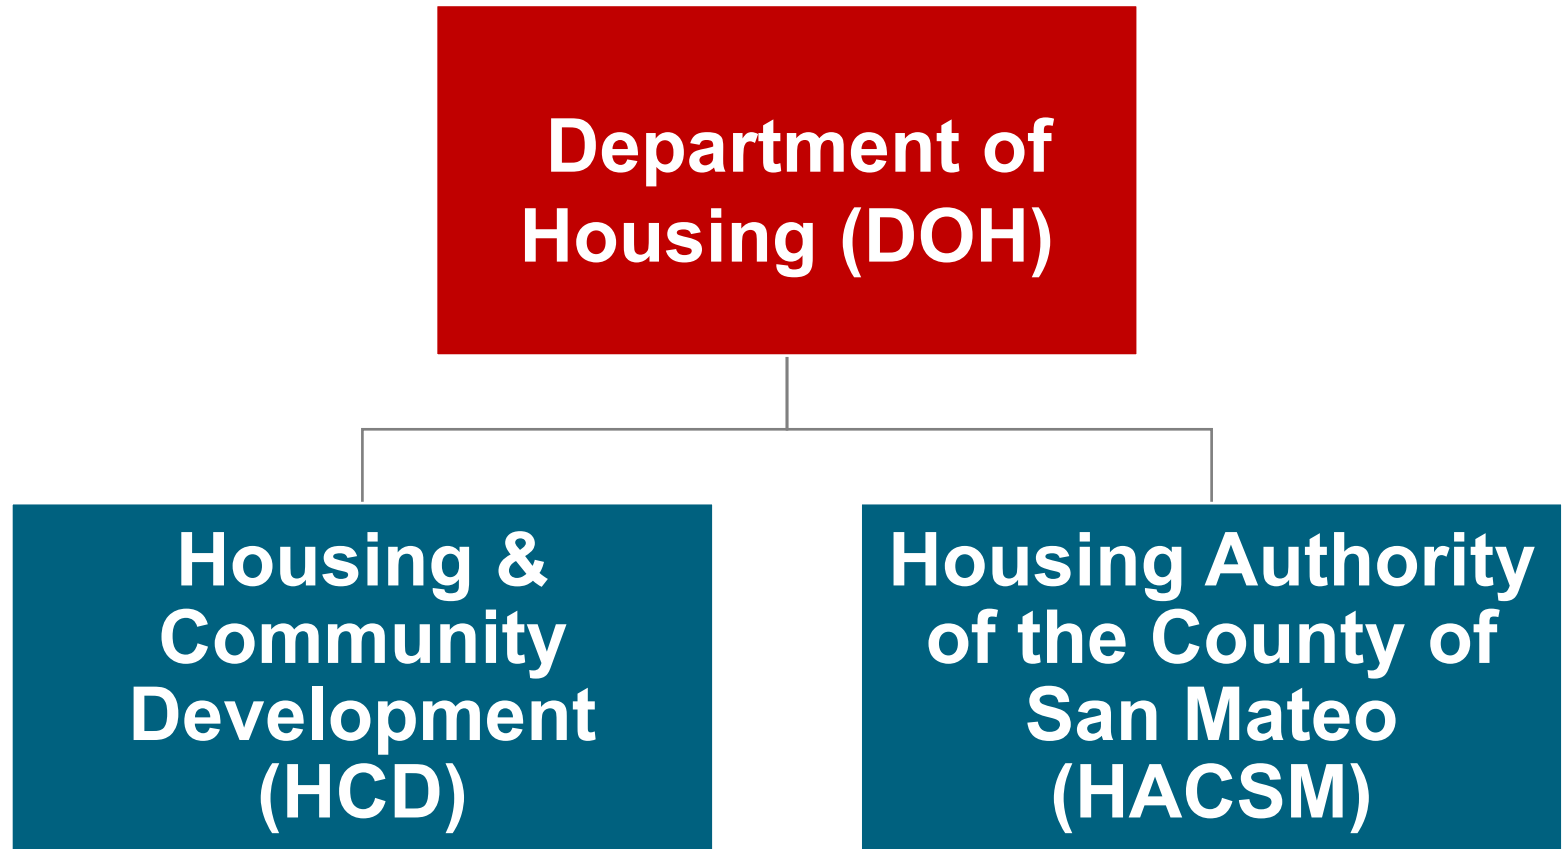 Department of
Housing (DOH)
Housing &
Community
Development
(HCD)
Housing Authority
of the County of
San Mateo
(HACSM)